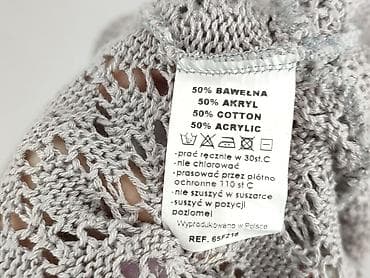 50% BAWEŁNA
50% AKRYL
50% COTTON
50% ACRYLIC
-prać ręcznie w 30st.C
-nie chlorować
-prasować przez płótno
ochronne 110 st C
-nie szuszyć w suszarce
-suszyć w pozycji
poziomej
Wyprodukowano w Polsce
REF.